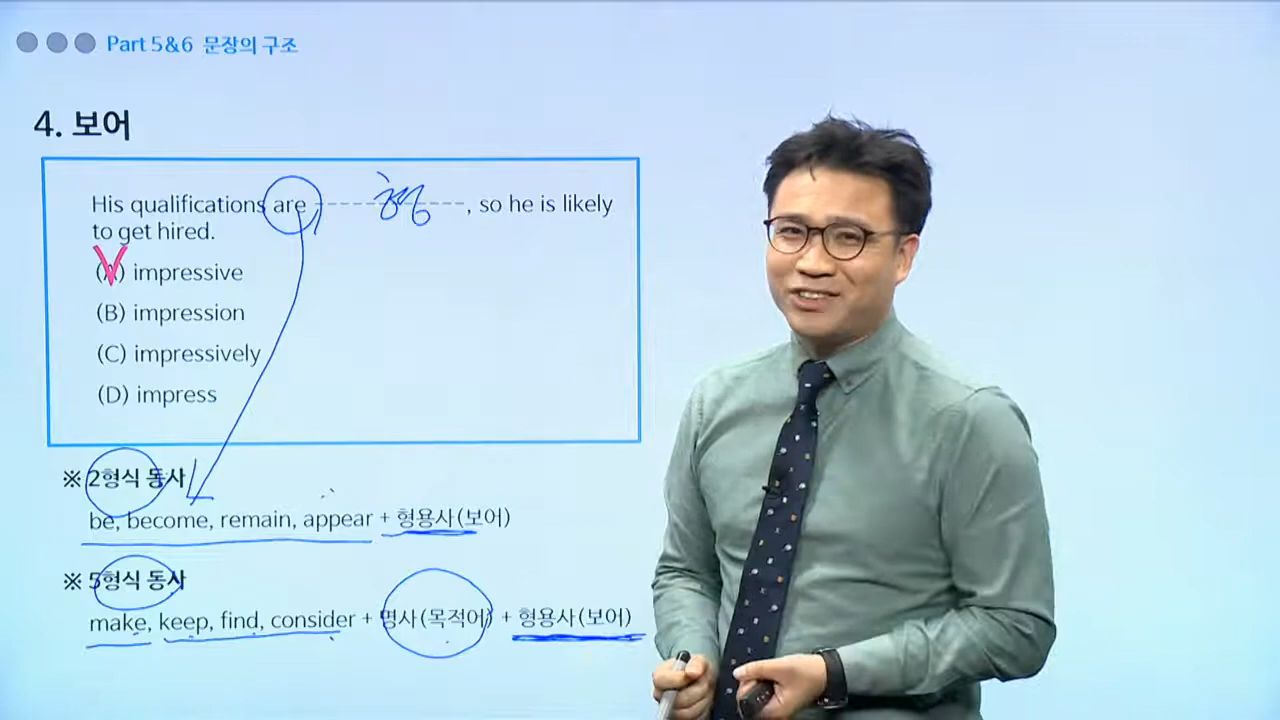 Part 5&6 문장의 구조
4. 보어
His qualifications are ---------------, so he is likely
to get hired.
(A) impressive
(B) impression
(C) impressively
(D) impress
※ 2형식 동사
be, become, remain, appear + 형용사(보어)
※ 5형식 동사
make, keep, find, consider + 명사(목적어) + 형용사(보어)